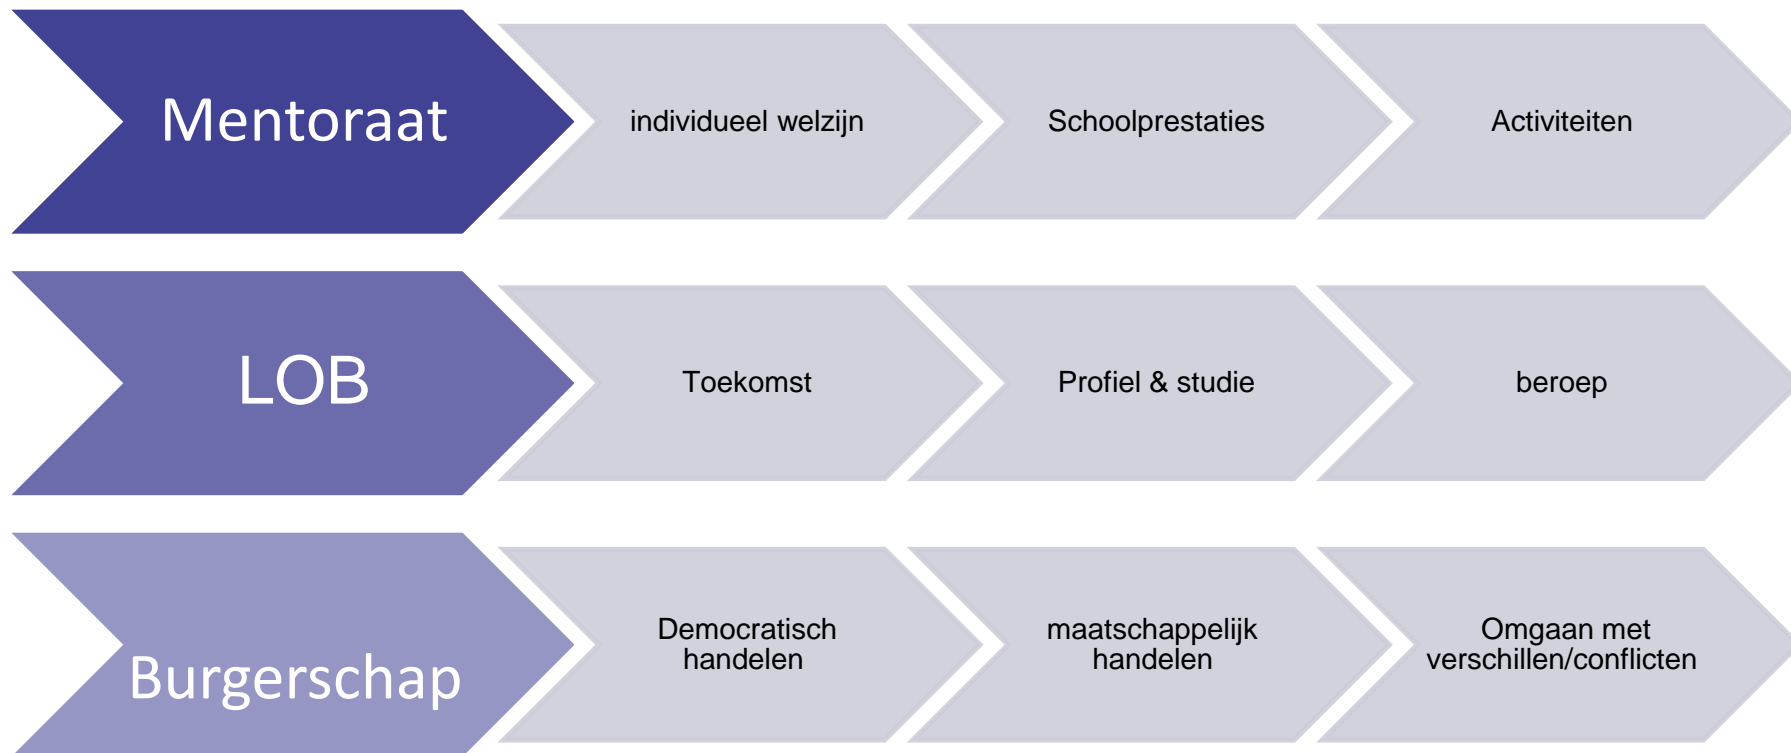 Mentoraat
individueel welzijn
Schoolprestaties
Activiteiten
LOB
Toekomst
Profiel & studie
beroep
Burgerschap
Democratisch
handelen
maatschappelijk
handelen
Omgaan met
verschillen/conflicten